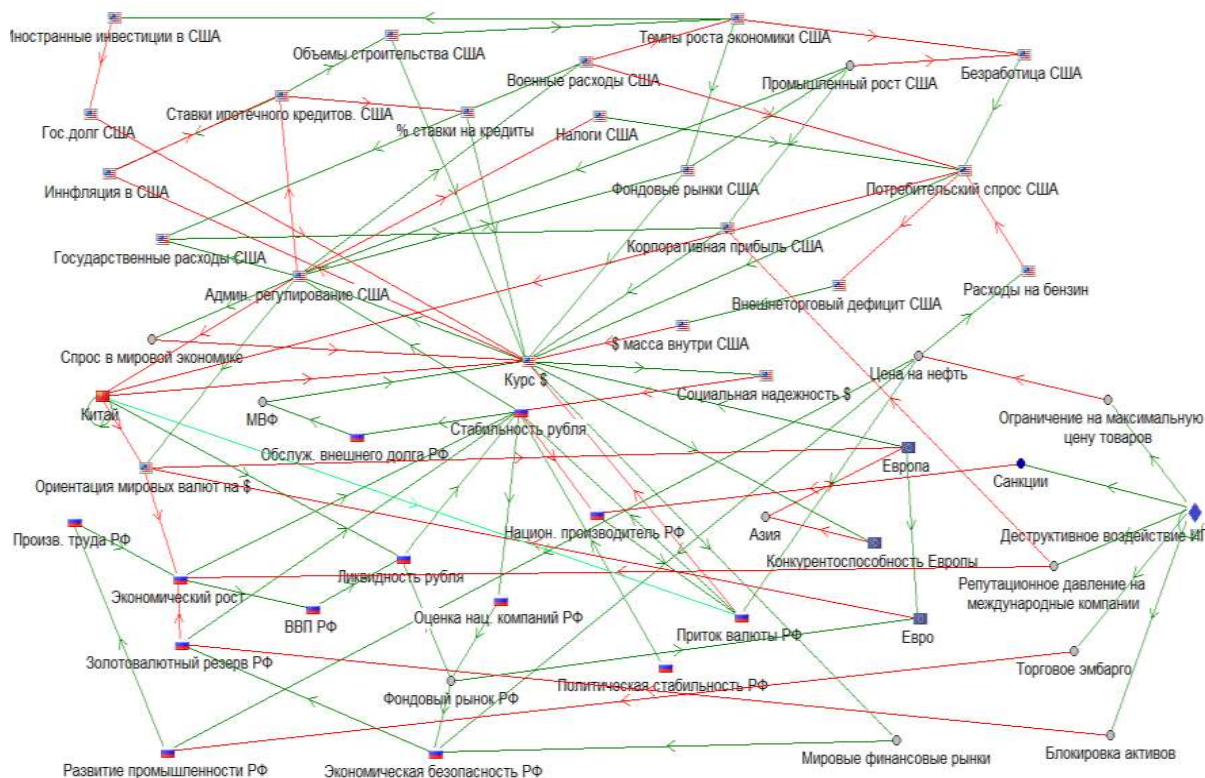 Иностранные инвестиции в США
Объемы строительства США
Темпы роста экономики США
Военные расходы США
Промышленный рост США
Безработица США
Ставки ипотечного кредитов. США
Гос.долг США
% ставки на кредиты
Налоги США
Иннфляция в США
Фондовые рынки США
Потребительский спрос США
Государственные расходы США
Корпоративная прибыль США
Админ. регулирование США
Внешнеторговый дефицит США
Расходы на бензин
Спрос в мировой экономике
$ масса внутри США
Курс $
Цена на нефть
Китай
МВФ
Социальная надежность $
Стабильность рубля
Ограничение на максимальную
цену товаров
Обслуж. внешнего долга РФ
Европа
Ориентация мировых валют на $
Санкции
Произв. труда РФ
Национ. производитель РФ
Азия
Деструктивное воздействие ИГ
Конкурентоспособность Европы
Ликвидность рубля
Экономический рост
Репутационное давление на
международные компании
ВВП РФ
Оценка нац. компаний РФ
Приток валюты РФ
Евро
Золотовалютный резерв РФ
Торговое эмбарго
Фондовый рынок РФ
Политическая стабильность РФ
Развитие промышленности РФ
Экономическая безопасность РФ
Мировые финансовые рынки
Блокировка активов